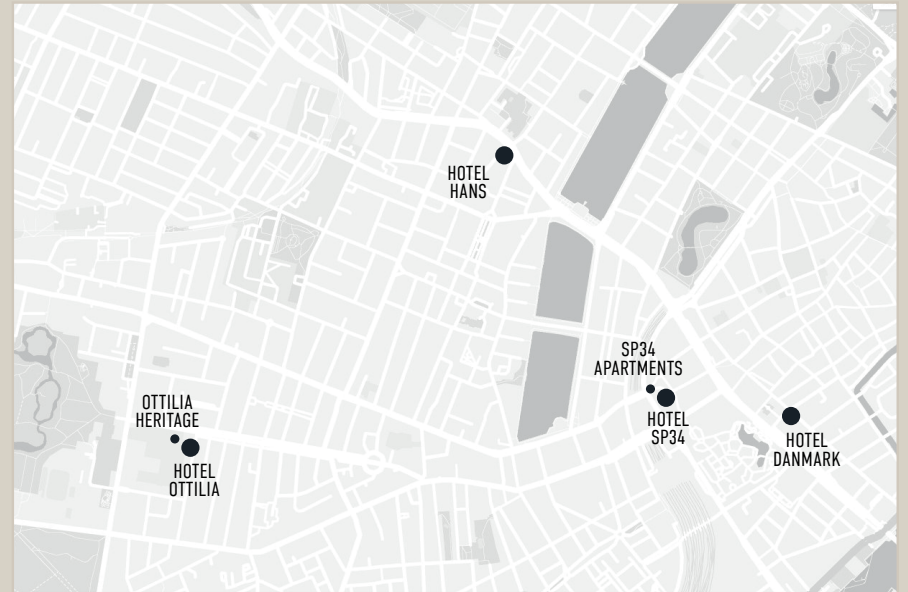 HOTEL
HANS
SP34
APARTMENTS
HOTEL
SP34
HOTEL
DANMARK
OTTILIA
HERITAGE
HOTEL
OTTILIA